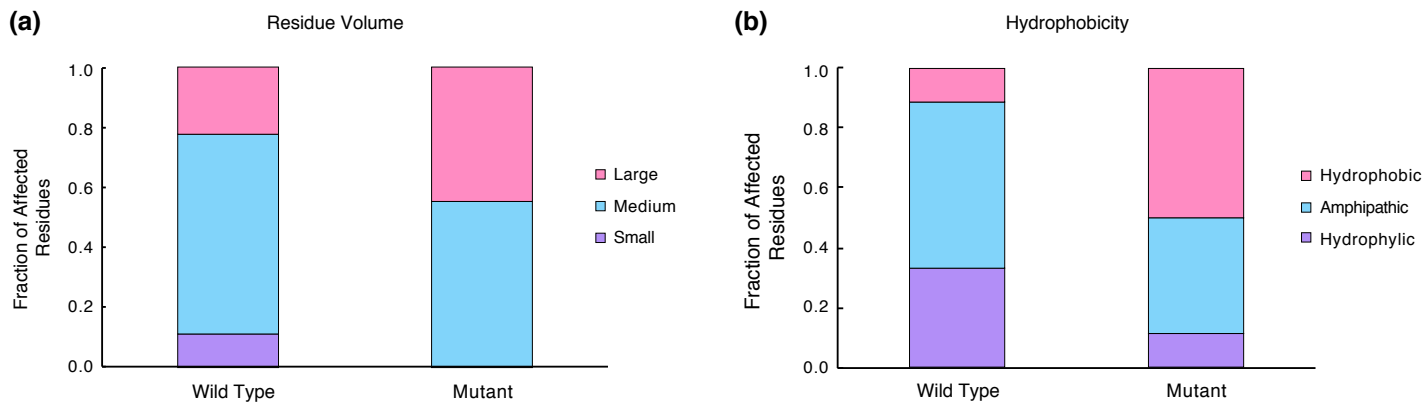 (a)
Residue Volume
Fraction of Affected
Residues
1.0
0.8
0.6
0.4
0.2
0.0
Wild Type
Mutant
Large
Medium
Small
(b)
Hydrophobicity
Fraction of Affected
Residues
1.0
0.8
0.6
0.4
0.2
0.0
Wild Type
Mutant
Hydrophobic
Amphipathic
Hydrophylic